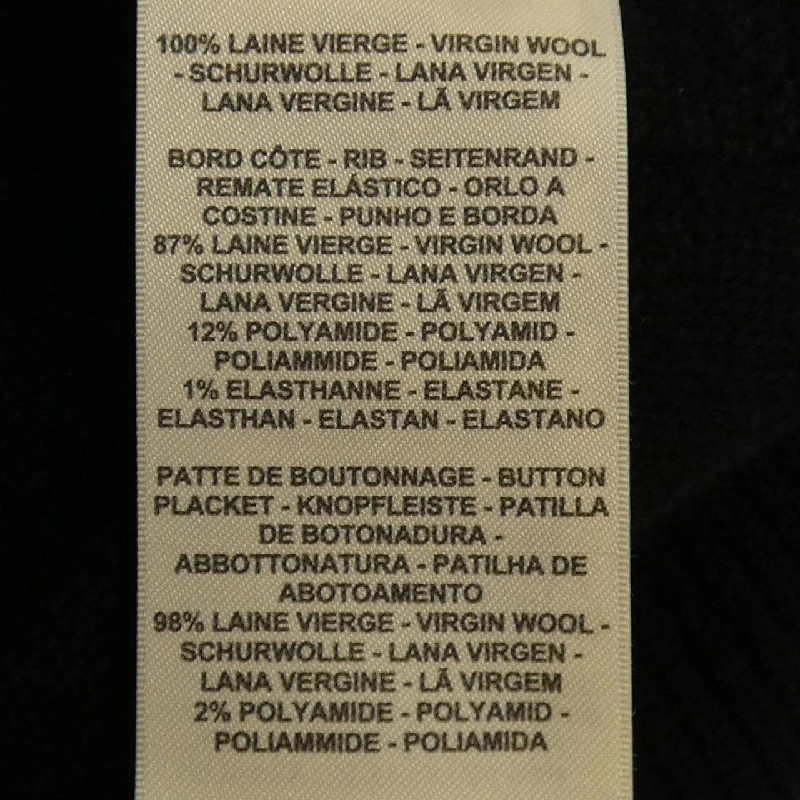 100% LAINE VIERGE - VIRGIN WOOL
- SCHURWOLLE - LANA VIRGEN -
LANA VERGINE - LÃ VIRGEM
BORD CÔTE - RIB - SEITENRAND -
REMATE ELÁSTICO - ORLO A
COSTINE - PUNHO E BORDA
87% LAINE VIERGE - VIRGIN WOOL -
SCHURWOLLE - LANA VIRGEN -
LANA VERGINE - LÃ VIRGEM
12% POLYAMIDE - POLYAMID -
POLIAMMIDE - POLIAMIDA
1% ELASTHANNE - ELASTANE -
ELASTHAN - ELASTAN - ELASTANO
PATTE DE BOUTONNAGE - BUTTON
PLACKET - KNOPFLEISTE - PATILLA
DE BOTONADURA -
ABBOTTONATURA - PATILHA DE
ABOTOAMENTO
98% LAINE VIERGE - VIRGIN WOOL -
SCHURWOLLE - LANA VIRGEN -
LANA VERGINE - LÃ VIRGEM
2% POLYAMIDE - POLYAMID -
POLIAMMIDE - POLIAMIDA